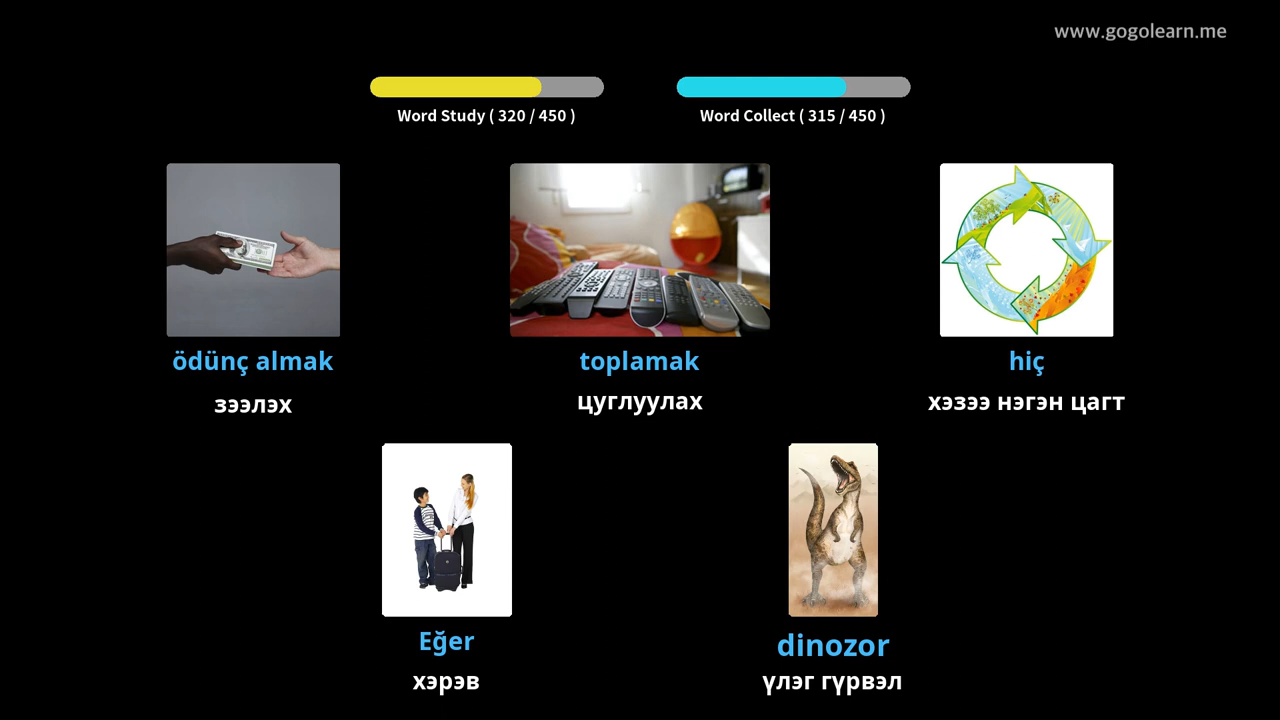 www.gogolearn.me
Word Study ( 320 / 450 )
Word Collect ( 315 / 450 )
ödünç almak
зээлэх
toplamak
цуглуулах
hiç
хэзээ нэгэн цагт
Eğer
хэрэв
dinozor
үлэг гүрвэл